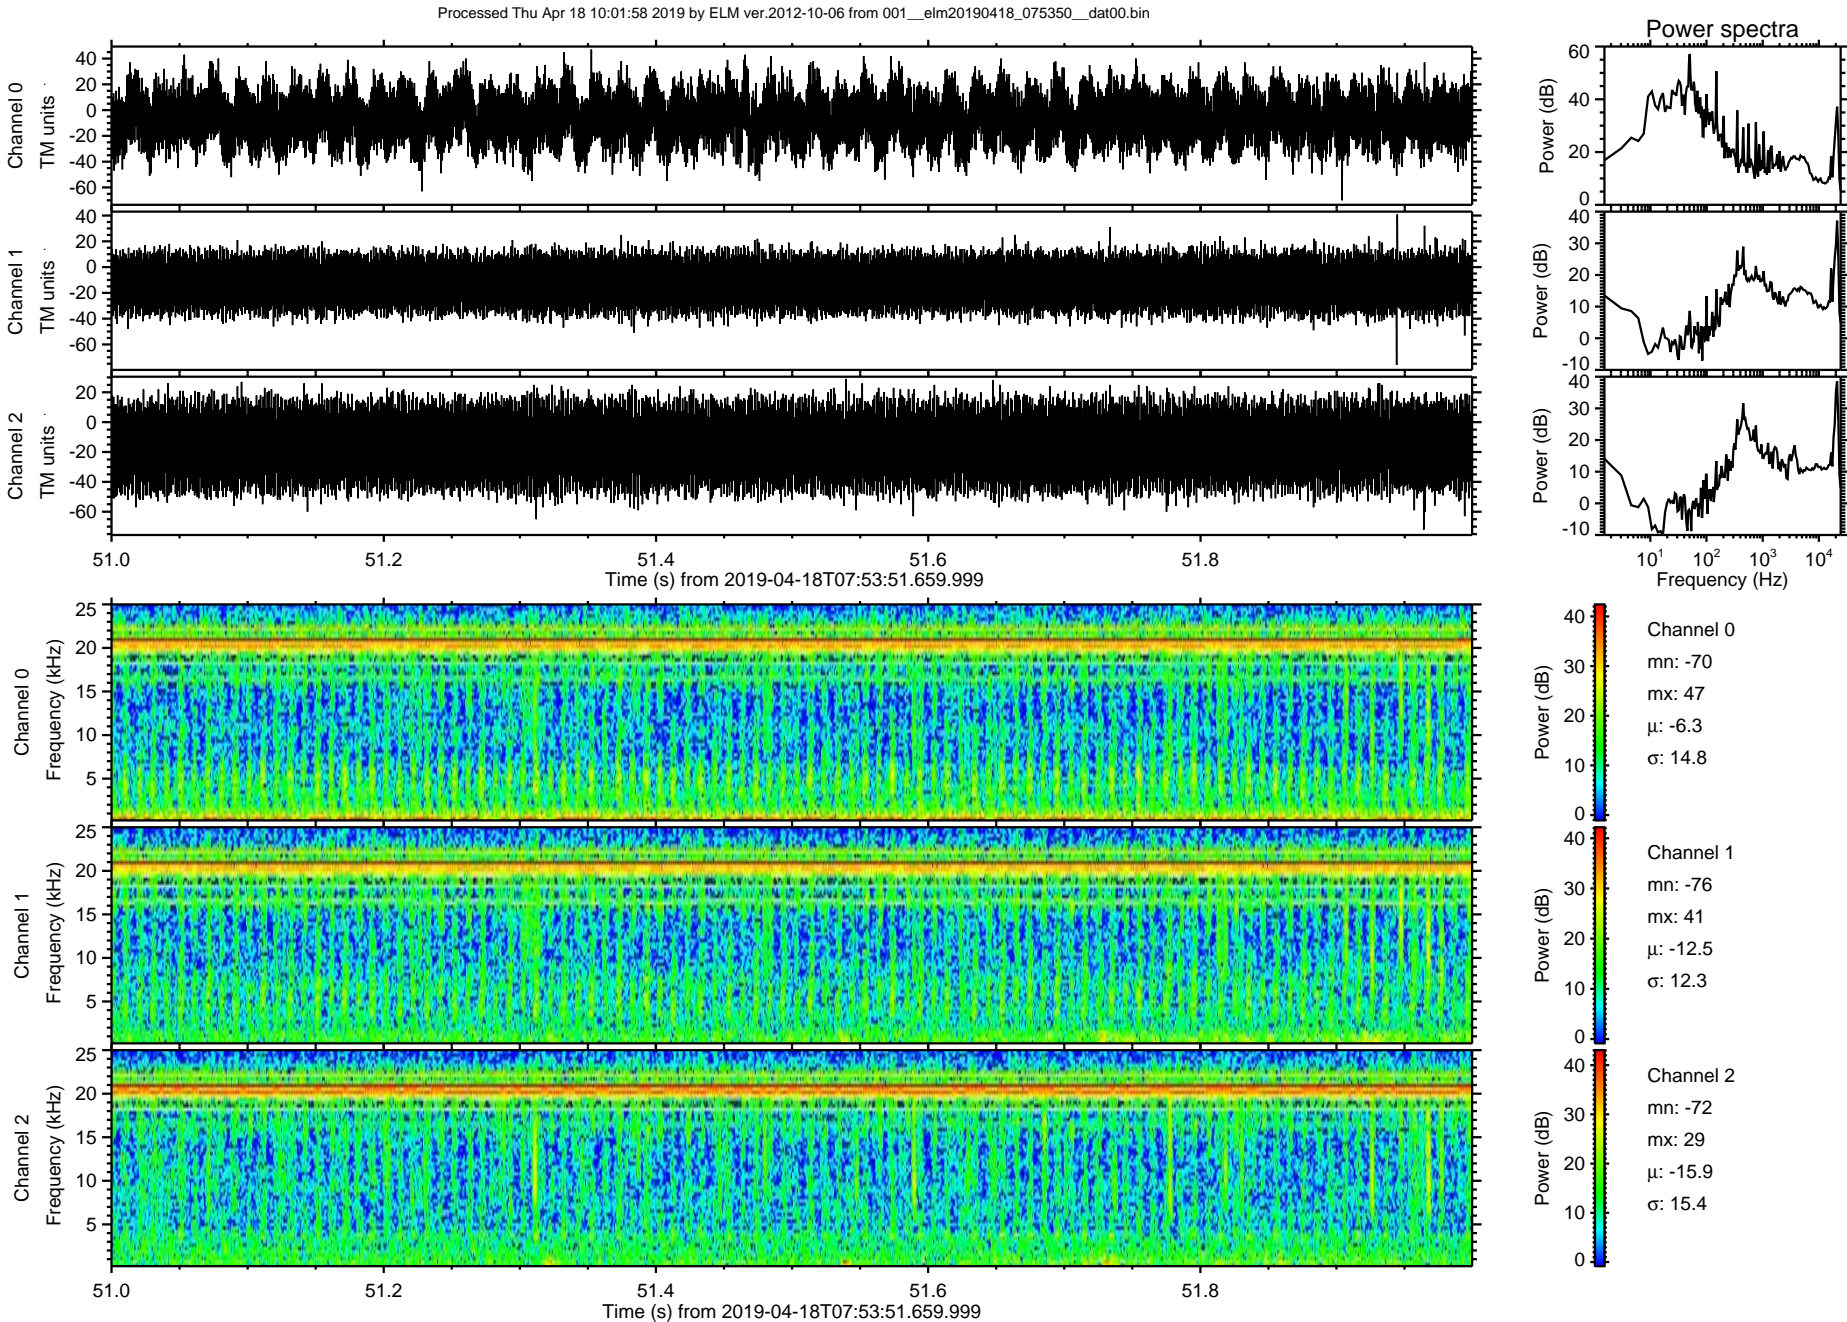 Processed Thu Apr 18 10:01:58 2019 by ELM ver.2012-10-06 from 001__elm20190418_075350__dat00.bin
Power spectra
Channel 0
TM units
40
20
0
-20
-40
-60
Power (dB)
60
40
20
0
Channel 1
TM units
40
20
0
-20
-40
-60
Power (dB)
40
30
20
10
0
-10
Channel 2
TM units
20
0
-20
-40
-60
Power (dB)
40
30
20
10
0
-10
51.0 51.2 51.4 51.6 51.8
Time (s) from 2019-04-18T07:53:51.659.999
10¹ 10² 10³ 10⁴
Frequency (Hz)
Channel 0
Frequency (kHz)
25
20
15
10
5
Power (dB)
40
30
20
10
0
Channel 0
mn: -70
mx: 47
μ: -6.3
σ: 14.8
Channel 1
Frequency (kHz)
25
20
15
10
5
Power (dB)
40
30
20
10
0
Channel 1
mn: -76
mx: 41
μ: -12.5
σ: 12.3
Channel 2
Frequency (kHz)
25
20
15
10
5
Power (dB)
40
30
20
10
0
Channel 2
mn: -72
mx: 29
μ: -15.9
σ: 15.4
51.0 51.2 51.4 51.6 51.8
Time (s) from 2019-04-18T07:53:51.659.999